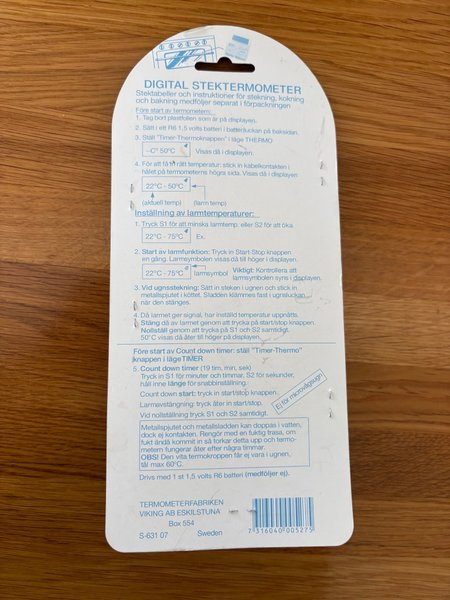 DIGITAL STEKTERMOMETER
Stektabeller och instruktioner för stekning, kokning
och bakning medföljer separat i förpackningen
Före start av termometern:
1. Tag bort plastfolien som är på displayen.
2. Sätt i ett R6 1,5 volts batteri i batteriluckan på baksidan.
3. Ställ "Timer-Thermoknappen" i läge THERMO
–C° 50°C
Visas då i displayen.
4. För att få fa rätt temperatur: stick in kabelkontakten i
hålet på termometerns högra sida. Visas då i displayen
22°C - 50°C
(aktuell temp) (larm temp)
Inställning av larmtemperaturer:
1. Tryck S1 för att minska larmtemp. eller S2 för att öka.
22°C - 75°C Ex.
2. Start av larmfunktion: Tryck in Start-Stop knappen
en gång. Larmsymbolen visas då till höger i displayen.
22°C - 75°C larmsymbol Viktigt: Kontrollera att
larmsymbolen syns i displayen.
3. Vid ugnsstekning: Sätt in steken i ugnen och stick in
metallspjutet i köttet. Sladden klämmes fast i ugnsluckan
när den stänges.
4. Då larmet ger signal, har inställd temperatur uppnåtts.
Stäng då av larmet genom att trycka på start/stop knappen.
Nollställ genom att trycka på S1 och S2 samtidigt.
50°C visas då åter till höger på displayen.
Före start av Count down timer: ställ "Timer-Thermo"
knappen i läge TIMER
5. Count down timer (19 tim, min, sek)
Tryck in S1 för minuter och timmar, S2 för sekunder,
håll inne länge för snabbinställning.
Count down start: tryck in start/stop knappen.
Larmavstängning: tryck åter in start/stop.
Vid nollställning tryck S1 och S2 samtidigt.
Ej för microvågsugn
Metallspjutet och metallsladden kan doppas i vatten,
dock ej kontakten. Rengör med en fuktig trasa, om
fukt ändå kommit in så torkar detta upp och termo-
metern fungerar åter efter några timmar.
OBS! Den vita termokroppen får ej vara i ugnen,
tål max 60°C.
Drivs med 1 st 1,5 volts R6 batteri (medföljer ej).
TERMOMETERFABRIKEN
VIKING AB ESKILSTUNA
Box 554
S-631 07 Sweden
7 316040 005275